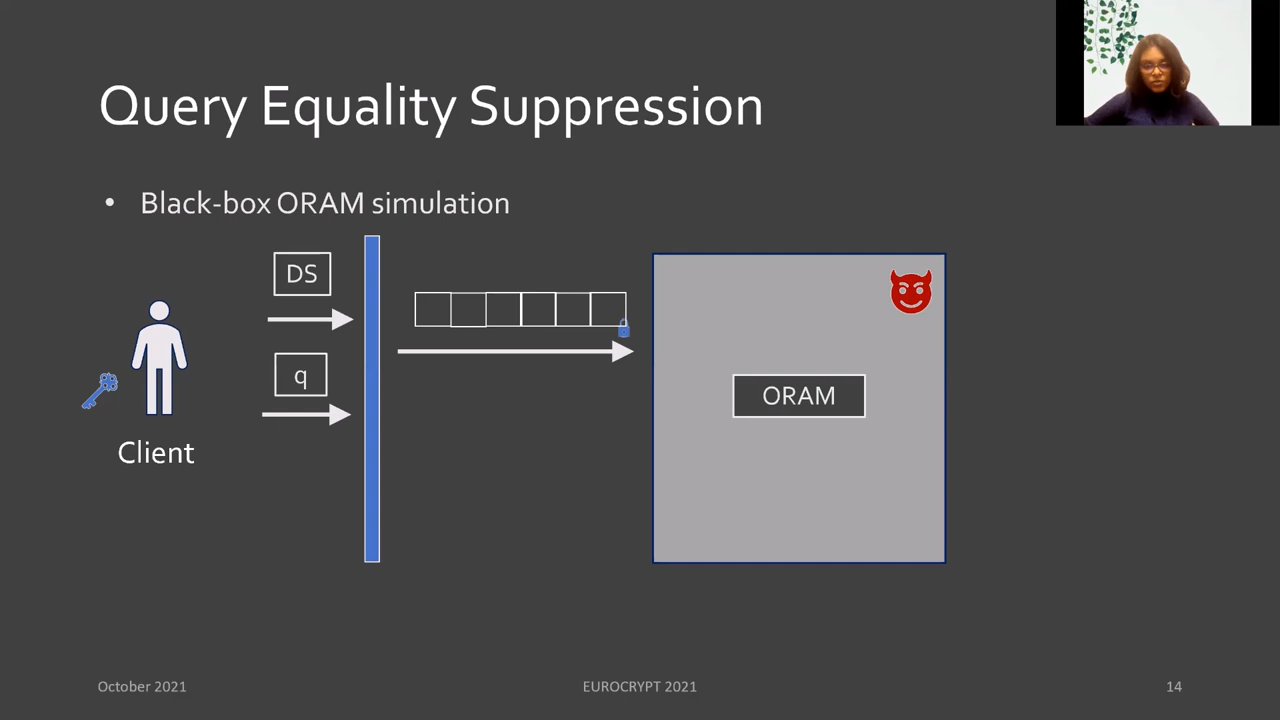 Query Equality Suppression
• Black-box ORAM simulation
DS
q
ORAM
Client
October 2021
EUROCRYPT 2021
14